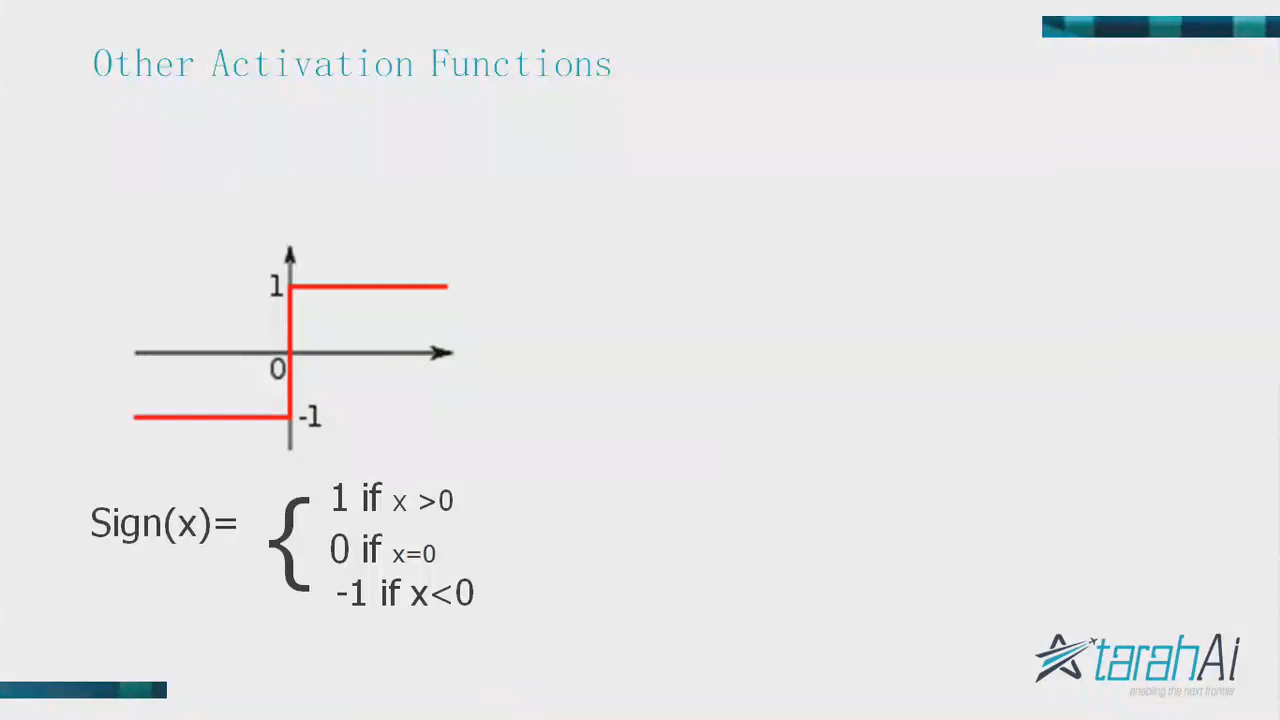 Other Activation Functions
1
0
-1
Sign(x)=
{
1 if x >0
0 if x=0
-1 if x<0
tarahAi
enabling the next frontier